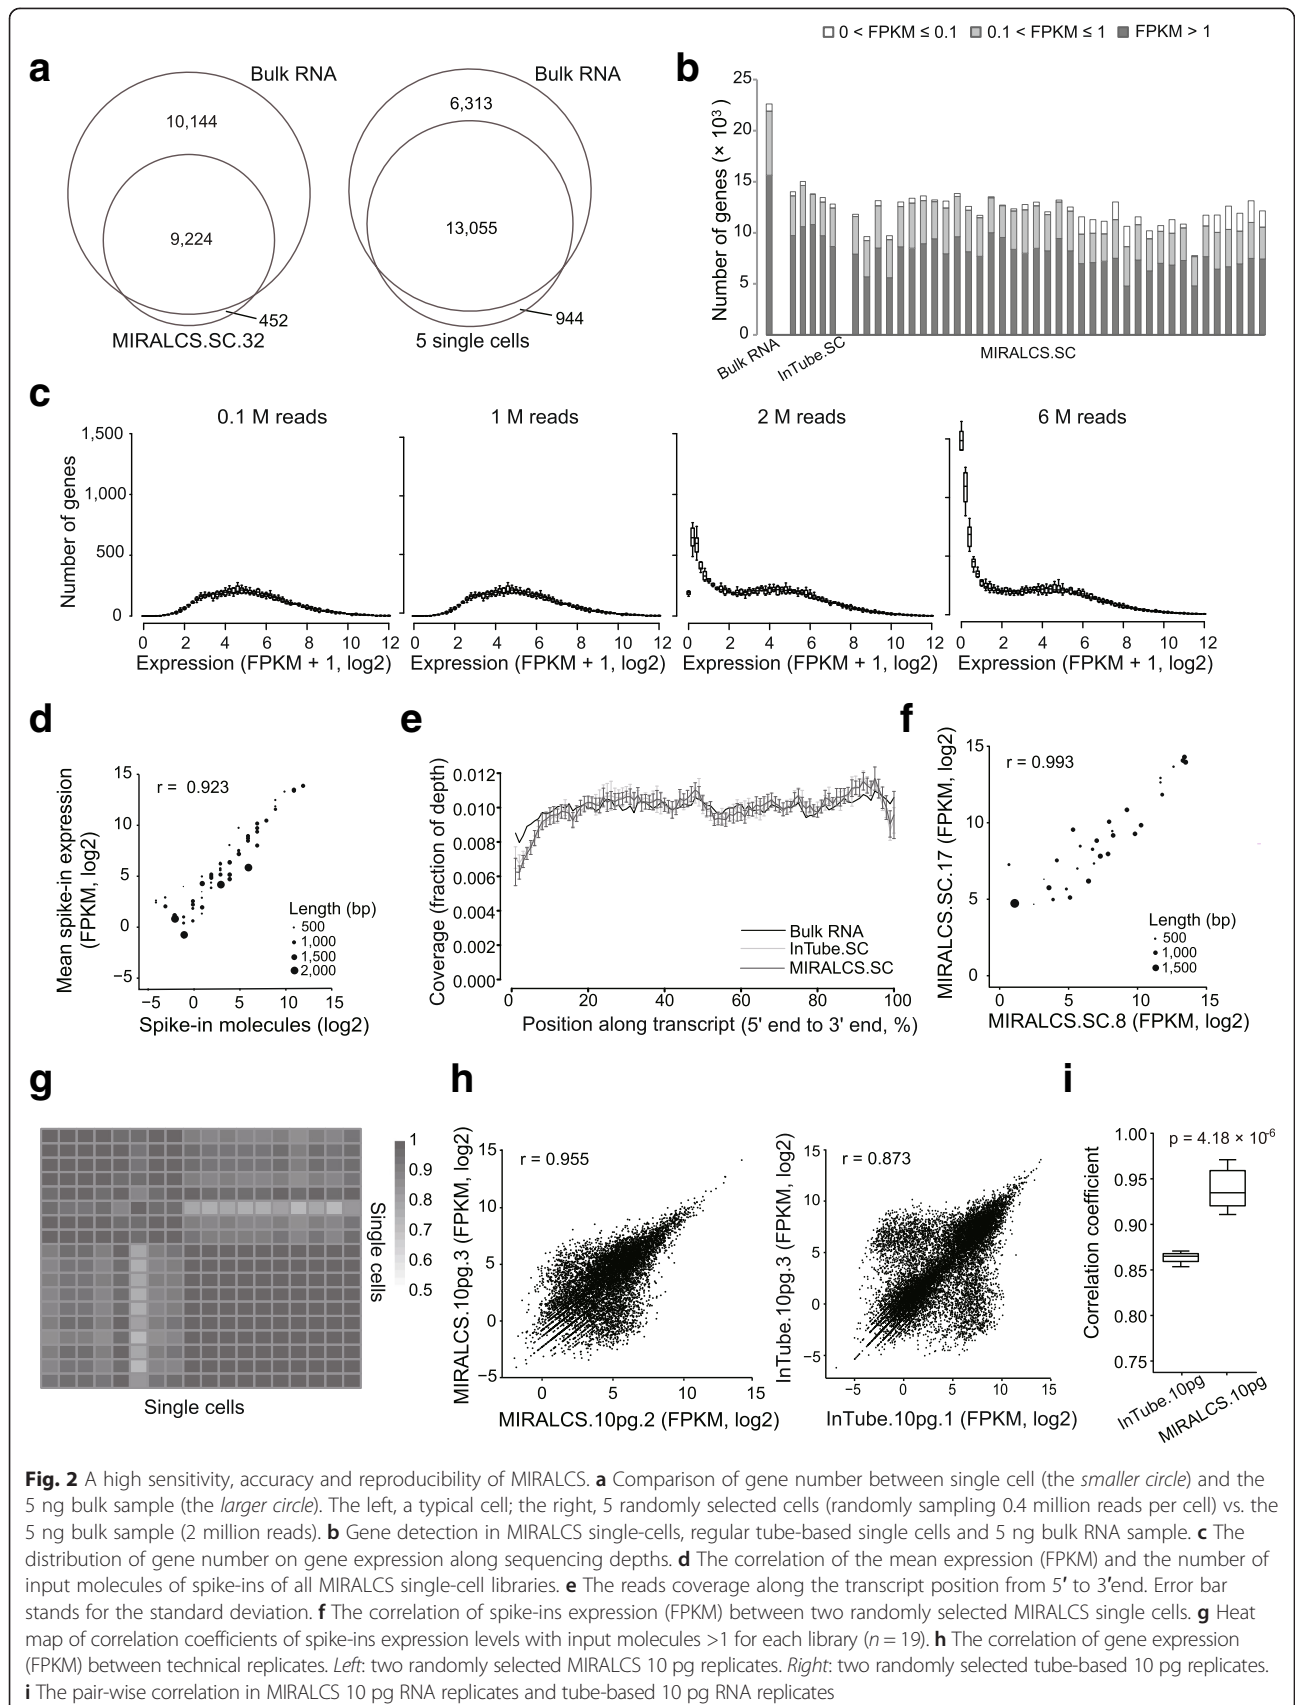 0 < FPKM ≤ 0.1 0.1 < FPKM ≤ 1 FPKM > 1
a
Bulk RNA
10,144
9,224
452
MIRALCS.SC.32
Bulk RNA
6,313
13,055
944
5 single cells
b
Number of genes (× 10³ )
25
20
15
10
5
0
Bulk RNA
InTube.SC
MIRALCS.SC
c
0.1 M reads
1 M reads
2 M reads
6 M reads
Number of genes
1,500
1,000
500
0
0 2 4 6 8 10 12
Expression (FPKM + 1, log2)
0 2 4 6 8 10 12
Expression (FPKM + 1, log2)
0 2 4 6 8 10 12
Expression (FPKM + 1, log2)
0 2 4 6 8 10 12
Expression (FPKM + 1, log2)
d
Mean spike-in expression
(FPKM, log2)
15
10
5
0
−5
r = 0.923
Length (bp)
500
1,000
1,500
2,000
−5 0 5 10 15
Spike-in molecules (log2)
e
Coverage (fraction of depth)
0.012
0.010
0.008
0.006
0.004
0.002
0.000
Bulk RNA
InTube.SC
MIRALCS.SC
0 20 40 60 80 100
Position along transcript (5' end to 3' end, %)
f
MIRALCS.SC.17 (FPKM, log2)
15
10
5
0
r = 0.993
Length (bp)
500
1,000
1,500
0 5 10 15
MIRALCS.SC.8 (FPKM, log2)
g
1
0.9
0.8
0.7
0.6
0.5
Single cells
Single cells
h
MIRALCS.10pg.3 (FPKM, log2)
15
10
5
0
−5
r = 0.955
0 5 10 15
MIRALCS.10pg.2 (FPKM, log2)
InTube.10pg.3 (FPKM, log2)
15
10
5
0
−5
r = 0.873
−5 0 5 10 15
InTube.10pg.1 (FPKM, log2)
i
Correlation coefficient
1.00
0.95
0.90
0.85
0.80
0.75
p = 4.18 × 10⁻⁶
InTube.10pg
MIRALCS.10pg
Fig. 2 A high sensitivity, accuracy and reproducibility of MIRALCS. a Comparison of gene number between single cell (the smaller circle) and the
5 ng bulk sample (the larger circle). The left, a typical cell; the right, 5 randomly selected cells (randomly sampling 0.4 million reads per cell) vs. the
5 ng bulk sample (2 million reads). b Gene detection in MIRALCS single-cells, regular tube-based single cells and 5 ng bulk RNA sample. c The
distribution of gene number on gene expression along sequencing depths. d The correlation of the mean expression (FPKM) and the number of
input molecules of spike-ins of all MIRALCS single-cell libraries. e The reads coverage along the transcript position from 5′ to 3′end. Error bar
stands for the standard deviation. f The correlation of spike-ins expression (FPKM) between two randomly selected MIRALCS single cells. g Heat
map of correlation coefficients of spike-ins expression levels with input molecules >1 for each library (n = 19). h The correlation of gene expression
(FPKM) between technical replicates. Left: two randomly selected MIRALCS 10 pg replicates. Right: two randomly selected tube-based 10 pg replicates.
i The pair-wise correlation in MIRALCS 10 pg RNA replicates and tube-based 10 pg RNA replicates